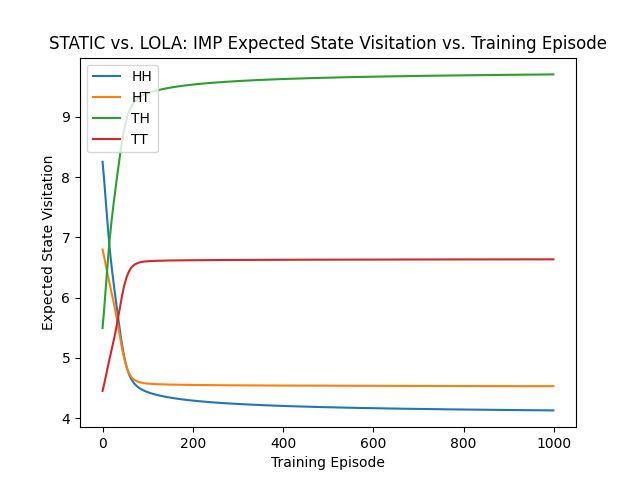 STATIC vs. LOLA: IMP Expected State Visitation vs. Training Episode
HH
HT
TH
TT
Expected State Visitation
9
8
7
6
5
4
0 200 400 600 800 1000
Training Episode